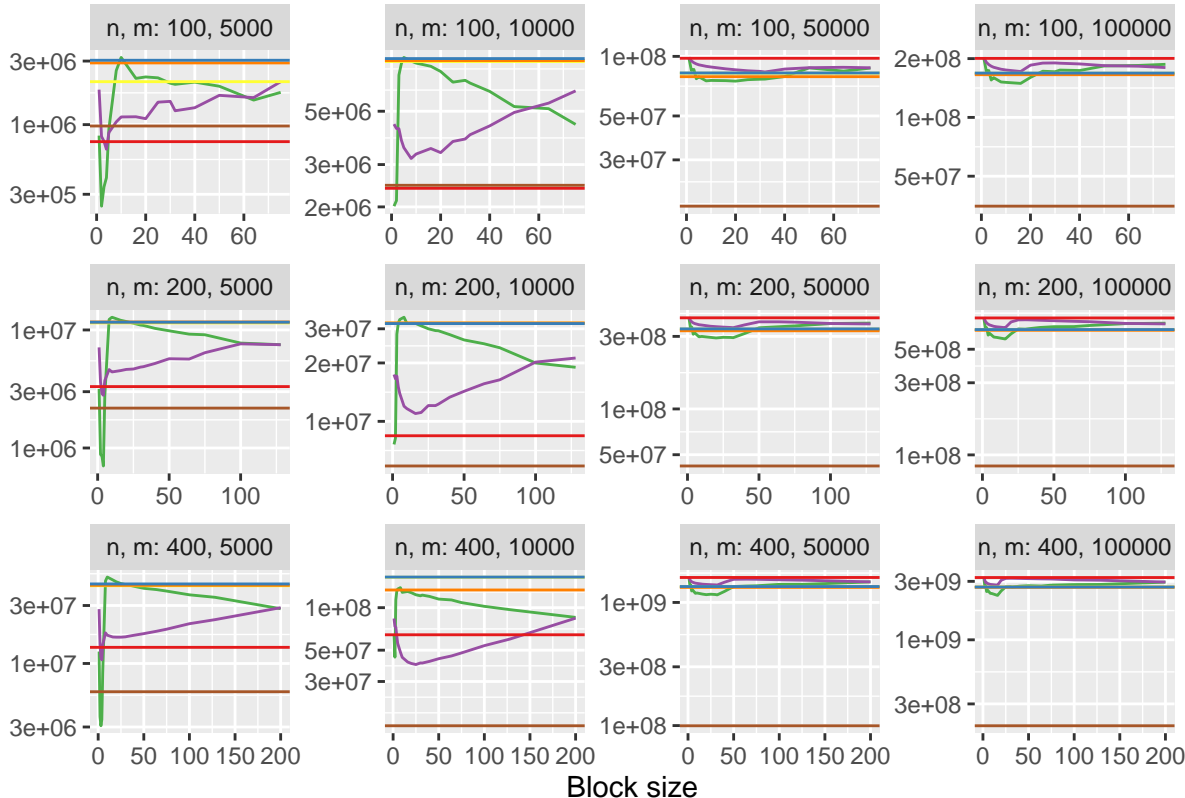 n, m: 100, 5000
n, m: 100, 10000
n, m: 100, 50000
n, m: 100, 100000
3e+06
1e+06
3e+05
0 20 40 60
5e+06
3e+06
2e+06
0 20 40 60
1e+08
5e+07
3e+07
0 20 40 60
2e+08
1e+08
5e+07
0 20 40 60
n, m: 200, 5000
n, m: 200, 10000
n, m: 200, 50000
n, m: 200, 100000
1e+07
3e+06
1e+06
0 50 100
3e+07
2e+07
1e+07
0 50 100
3e+08
1e+08
5e+07
0 50 100
5e+08
3e+08
1e+08
0 50 100
n, m: 400, 5000
n, m: 400, 10000
n, m: 400, 50000
n, m: 400, 100000
3e+07
1e+07
3e+06
0 50 100 150 200
1e+08
5e+07
3e+07
0 50 100 150 200
1e+09
3e+08
1e+08
0 50 100 150 200
3e+09
1e+09
3e+08
0 50 100 150 200
Block size